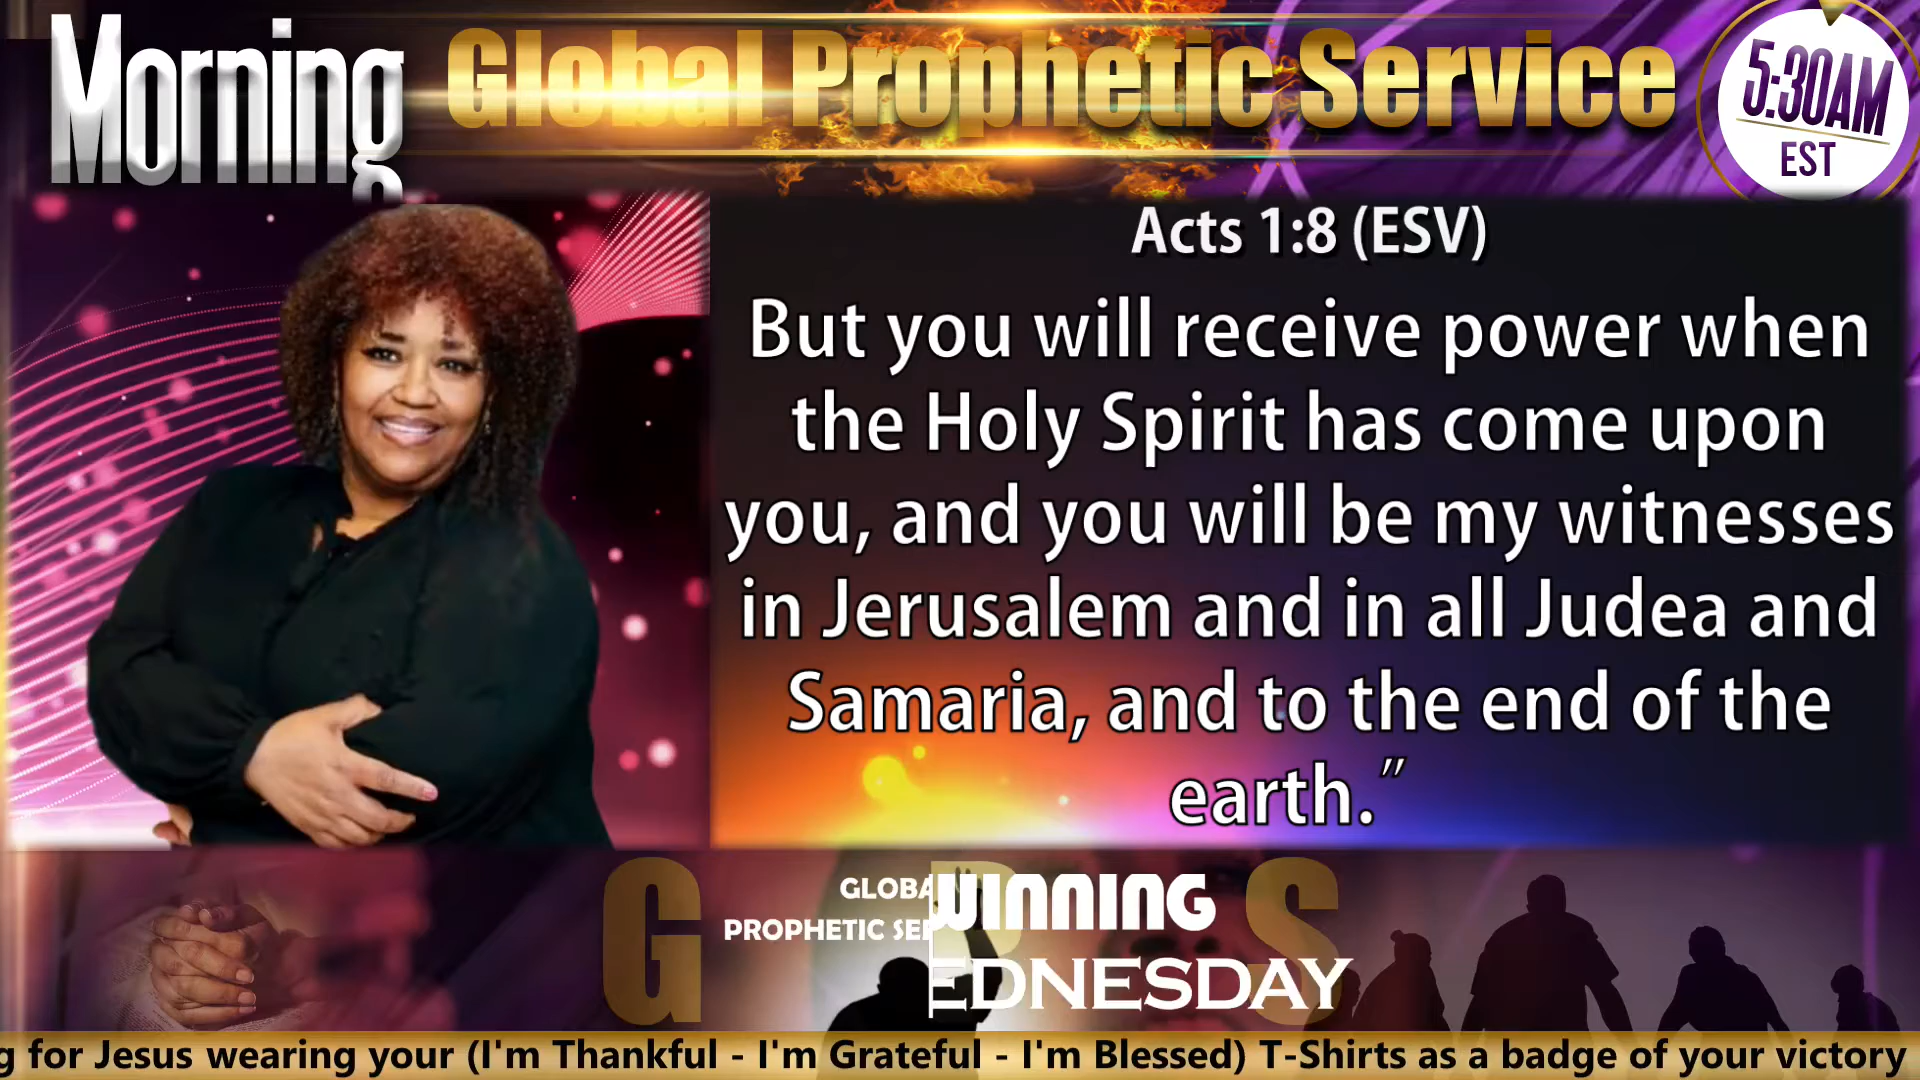 Morning
Global Prophetic Service
5:30AM
EST
Acts 1:8 (ESV)
But you will receive power when
the Holy Spirit has come upon
you, and you will be my witnesses
in Jerusalem and in all Judea and
Samaria, and to the end of the
earth.”
G P S
GLOBA
PROPHETIC SE
WINNING
EDNESDAY
g for Jesus wearing your (I'm Thankful - I'm Grateful - I'm Blessed) T-Shirts as a badge of your victory